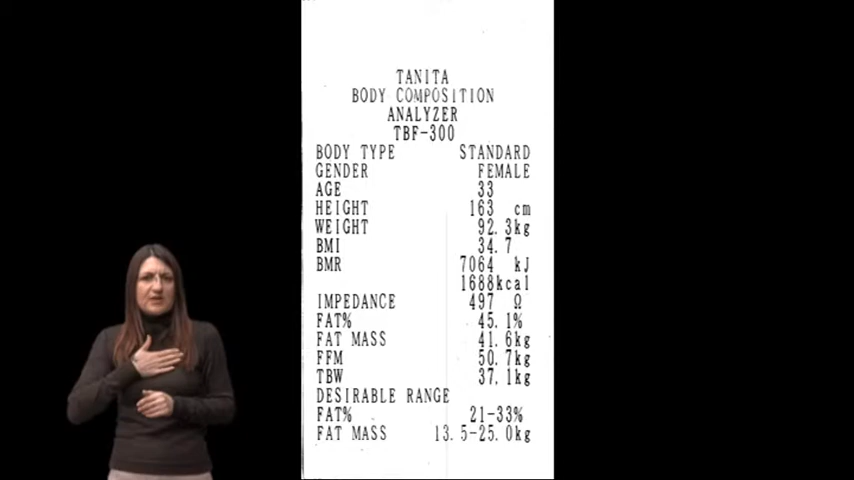 TANITA
BODY COMPOSITION
ANALYZER
TBF-300
BODY TYPE STANDARD
GENDER FEMALE
AGE 33
HEIGHT 163 cm
WEIGHT 92.3kg
BMI 34.7
BMR 7064 kJ
1688kcal
IMPEDANCE 497 Ω
FAT% 45.1%
FAT MASS 41.6kg
FFM 50.7kg
TBW 37.1kg
DESIRABLE RANGE
FAT% 21-33%
FAT MASS 13.5-25.0kg